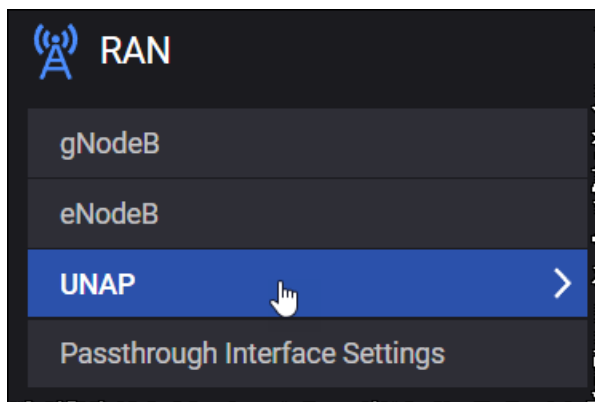 RAN
gNodeB
eNodeB
UNAP
Passthrough Interface Settings